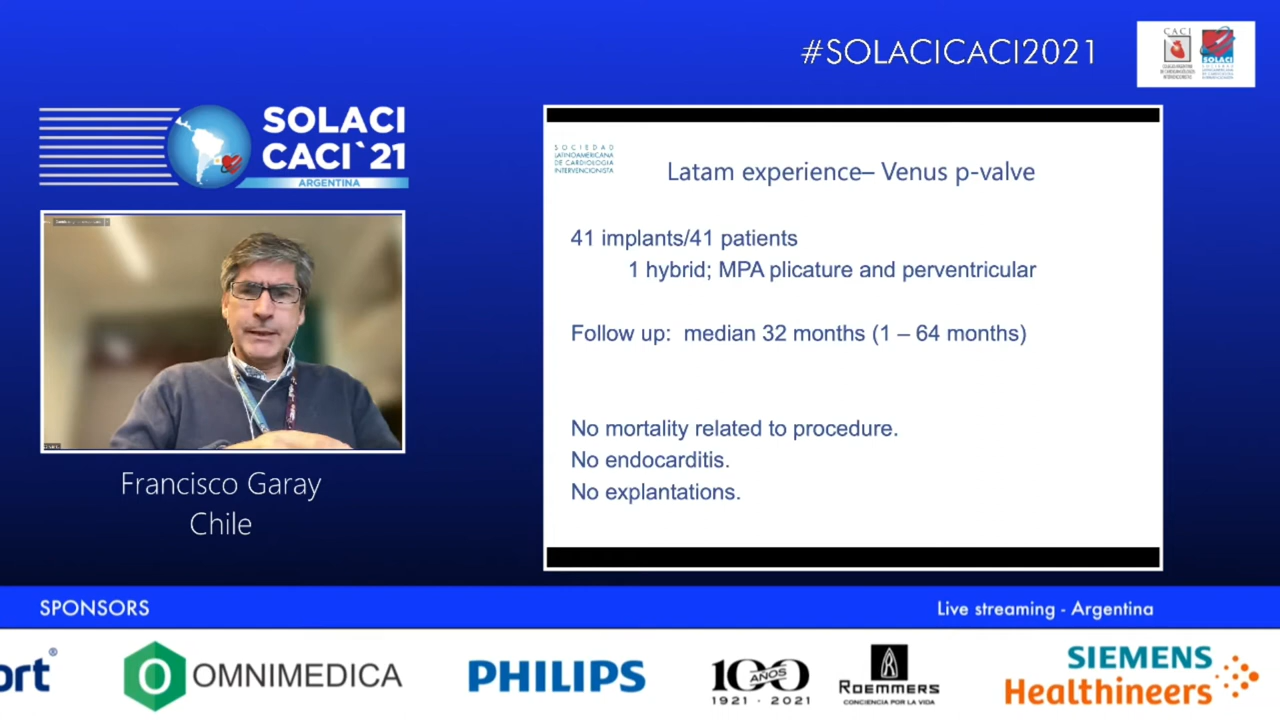 #SOLACICACI2021
CACI
SOLACI
SOLACI
CACI`21
ARGENTINA
SOCIEDAD
LATINOAMERICANA
DE CARDIOLOGIA
INTERVENCIONISTA
Latam experience– Venus p-valve
41 implants/41 patients
1 hybrid; MPA plicature and perventricular
Follow up: median 32 months (1 – 64 months)
No mortality related to procedure.
No endocarditis.
No explantations.
Francisco Garay
Chile
SPONSORS
Live streaming - Argentina
ort®
OMNIMEDICA
PHILIPS
100
AÑOS
1921 · 2021
ROEMMERS
CONCIENCIA POR LA VIDA
SIEMENS
Healthineers